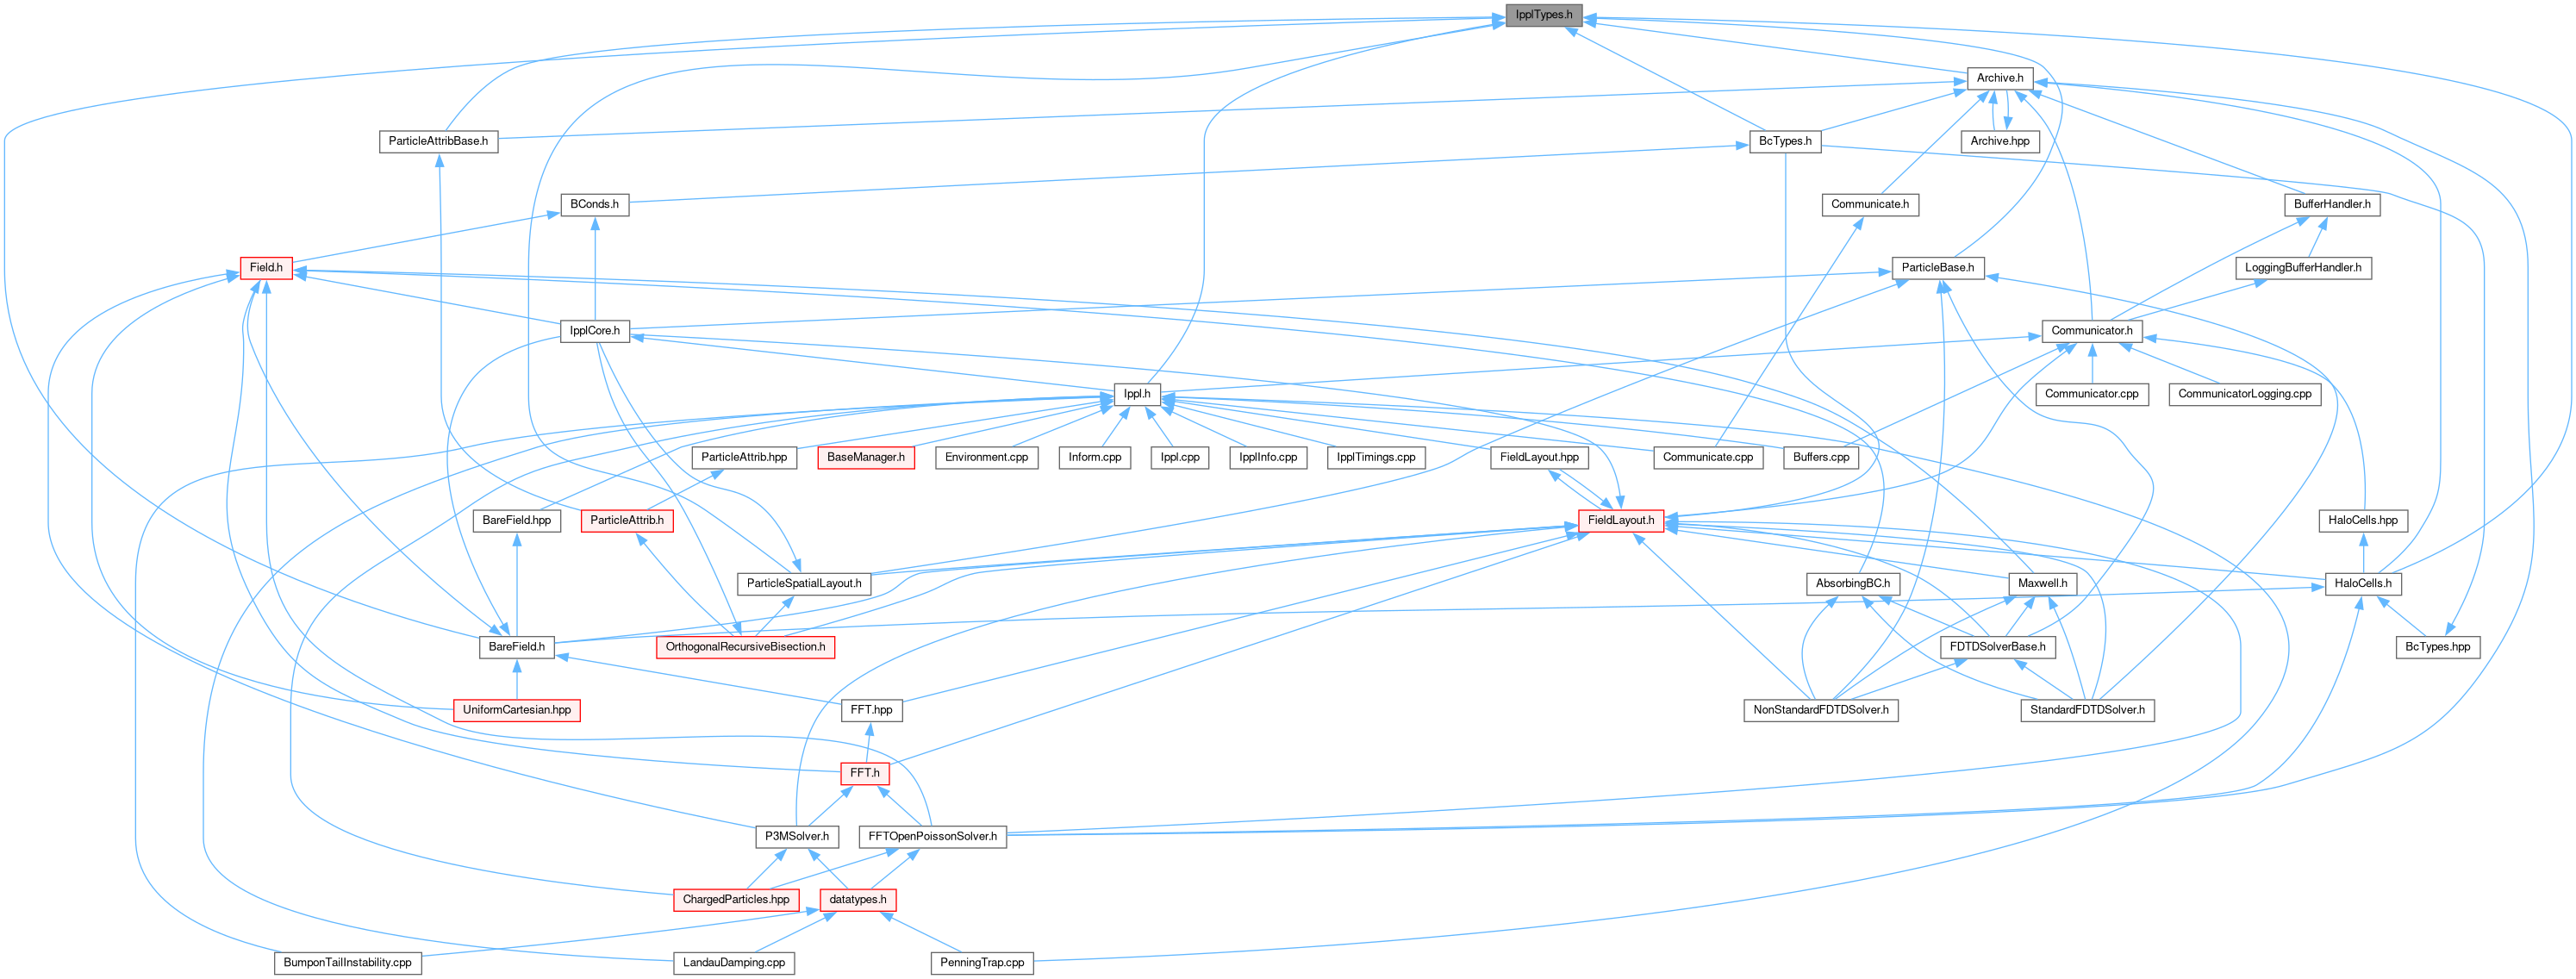 IpplTypes.h
Archive.h
ParticleAttribBase.h
BcTypes.h
Archive.hpp
BConds.h
Communicate.h
BufferHandler.h
Field.h
ParticleBase.h
LoggingBufferHandler.h
IpplCore.h
Communicator.h
Ippl.h
Communicator.cpp
CommunicatorLogging.cpp
ParticleAttrib.hpp
BaseManager.h
Environment.cpp
Inform.cpp
Ippl.cpp
IpplInfo.cpp
IpplTimings.cpp
FieldLayout.hpp
Communicate.cpp
Buffers.cpp
BareField.hpp
ParticleAttrib.h
FieldLayout.h
HaloCells.hpp
ParticleSpatialLayout.h
AbsorbingBC.h
Maxwell.h
HaloCells.h
BareField.h
OrthogonalRecursiveBisection.h
FDTDSolverBase.h
BcTypes.hpp
UniformCartesian.hpp
FFT.hpp
NonStandardFDTDSolver.h
StandardFDTDSolver.h
FFT.h
P3MSolver.h
FFTOpenPoissonSolver.h
ChargedParticles.hpp
datatypes.h
BumponTailInstability.cpp
LandauDamping.cpp
PenningTrap.cpp